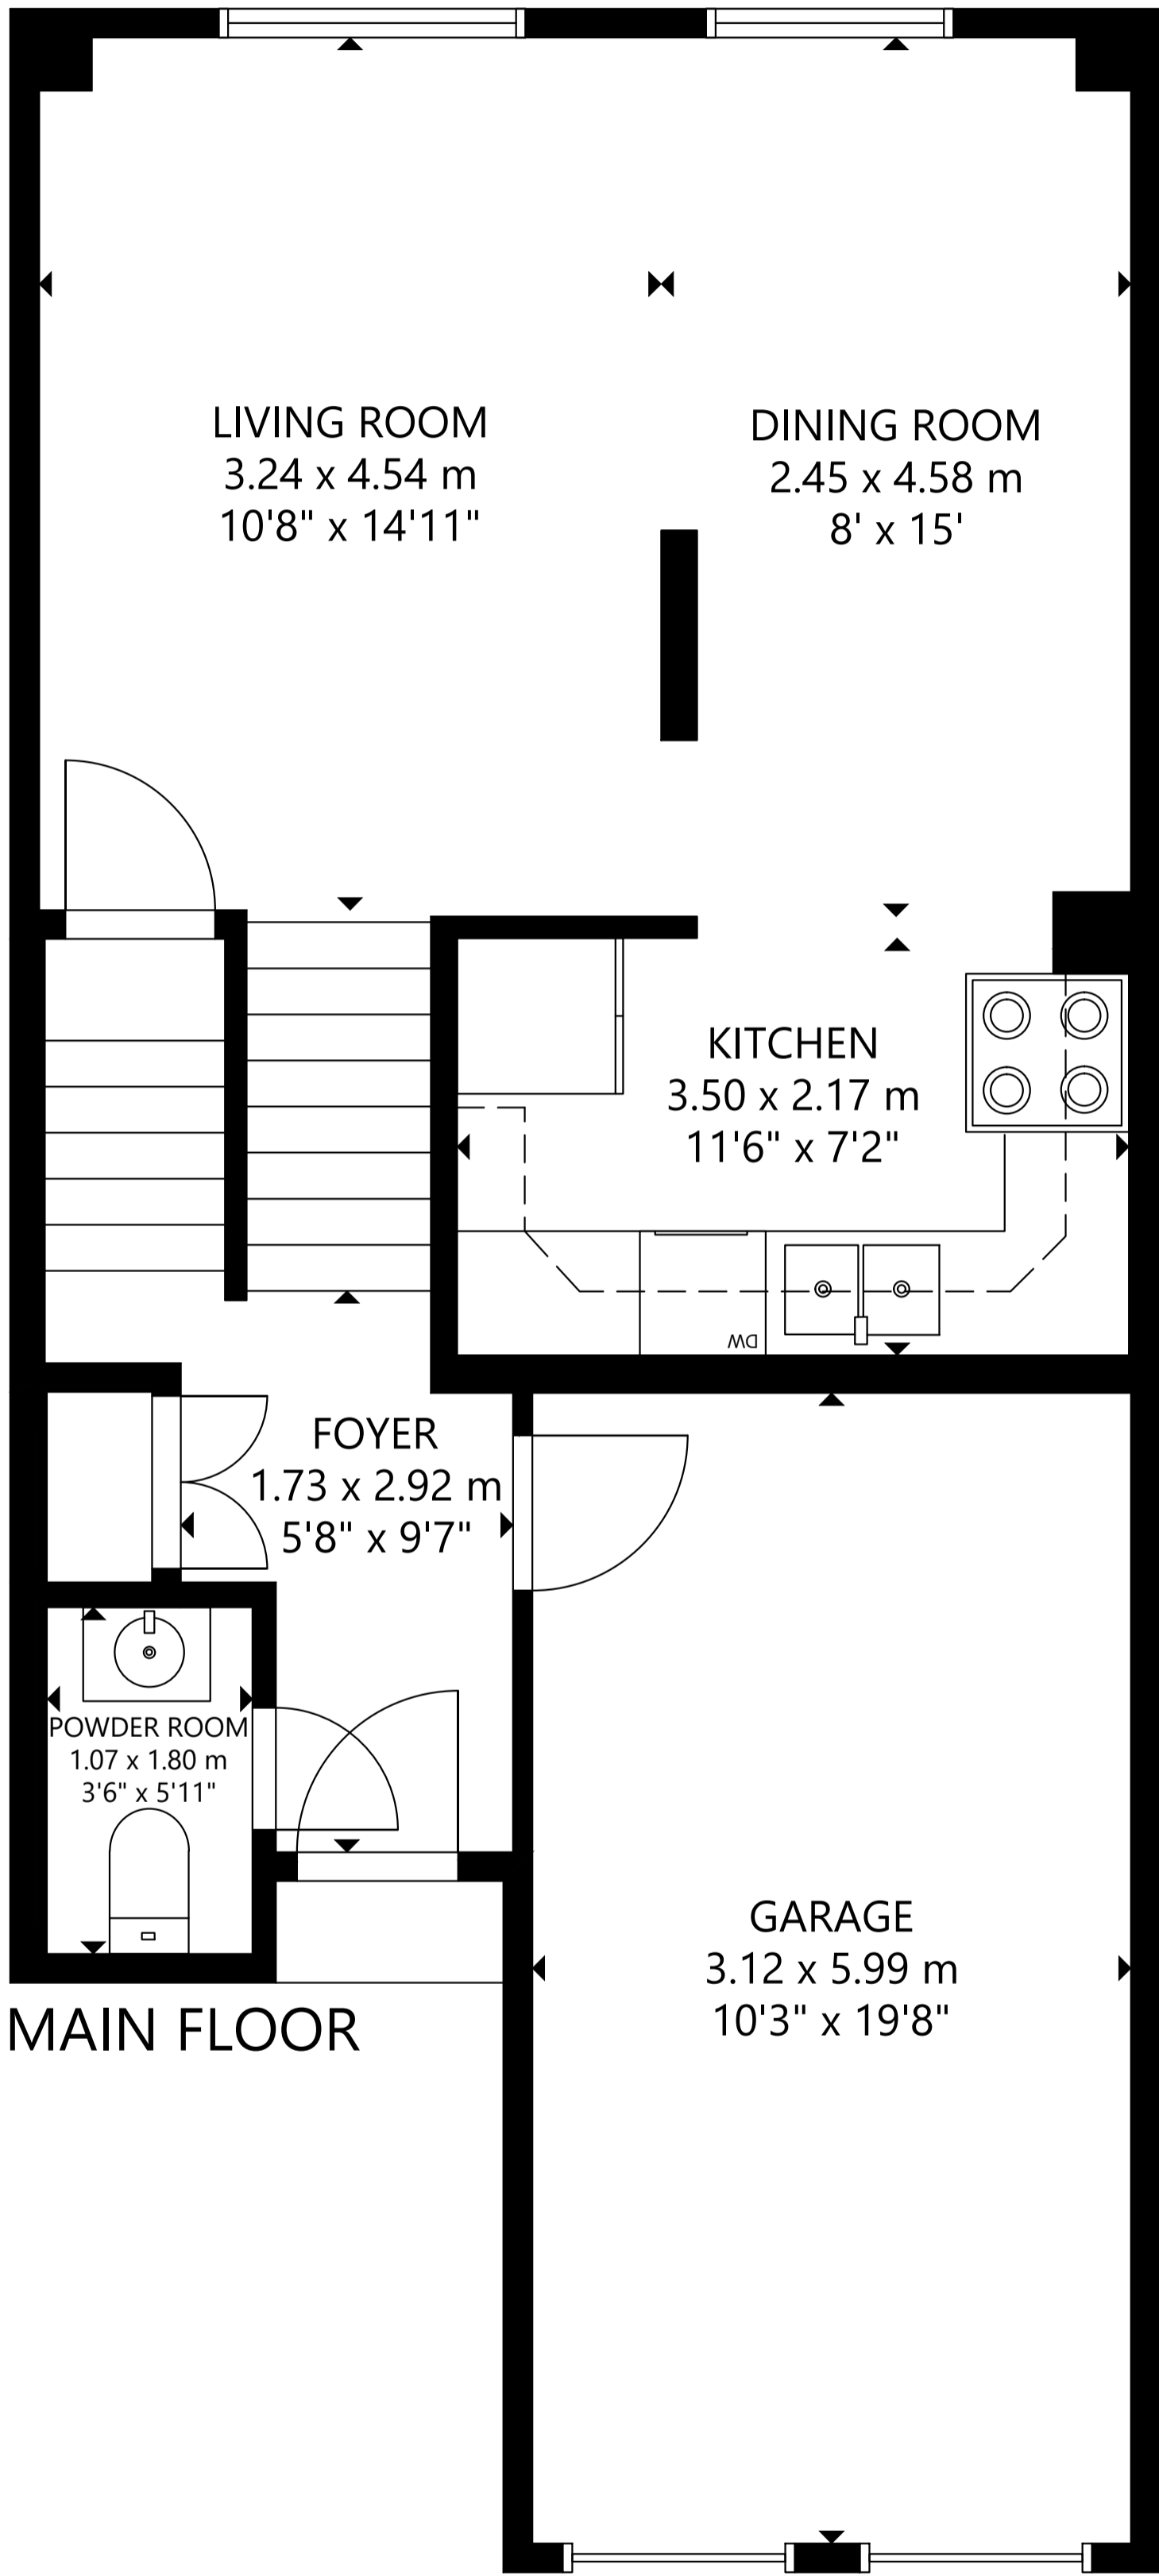 LIVING ROOM
3.24 x 4.54 m
10'8" x 14'11"
DINING ROOM
2.45 x 4.58 m
8' x 15'
KITCHEN
3.50 x 2.17 m
11'6" x 7'2"
DW
FOYER
1.73 x 2.92 m
5'8" x 9'7"
POWDER ROOM
1.07 x 1.80 m
3'6" x 5'11"
GARAGE
3.12 x 5.99 m
10'3" x 19'8"
MAIN FLOOR